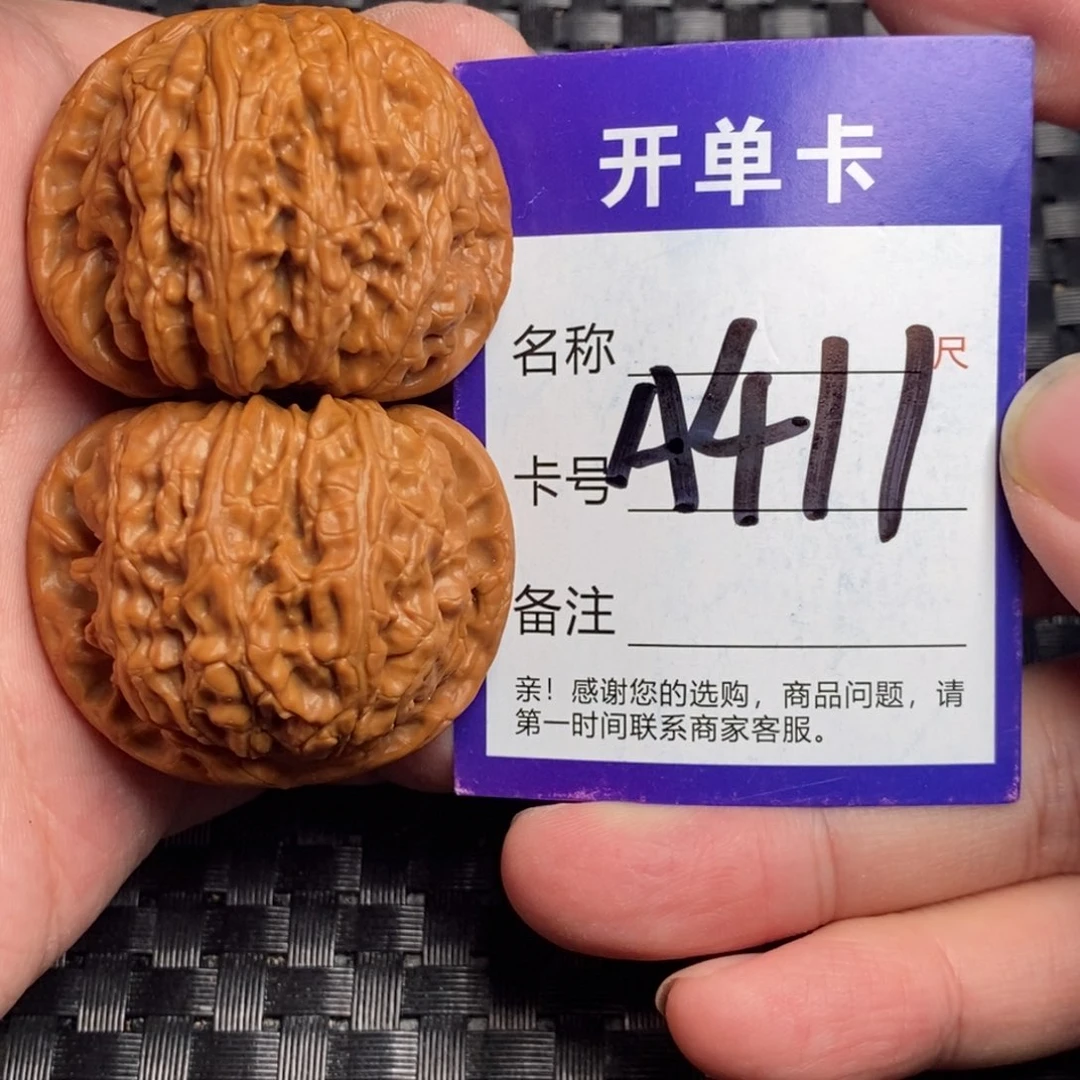 开单卡
名称
尺
A411
卡号
备注
亲！感谢您的选购，商品问题，请
第一时间联系商家客服。